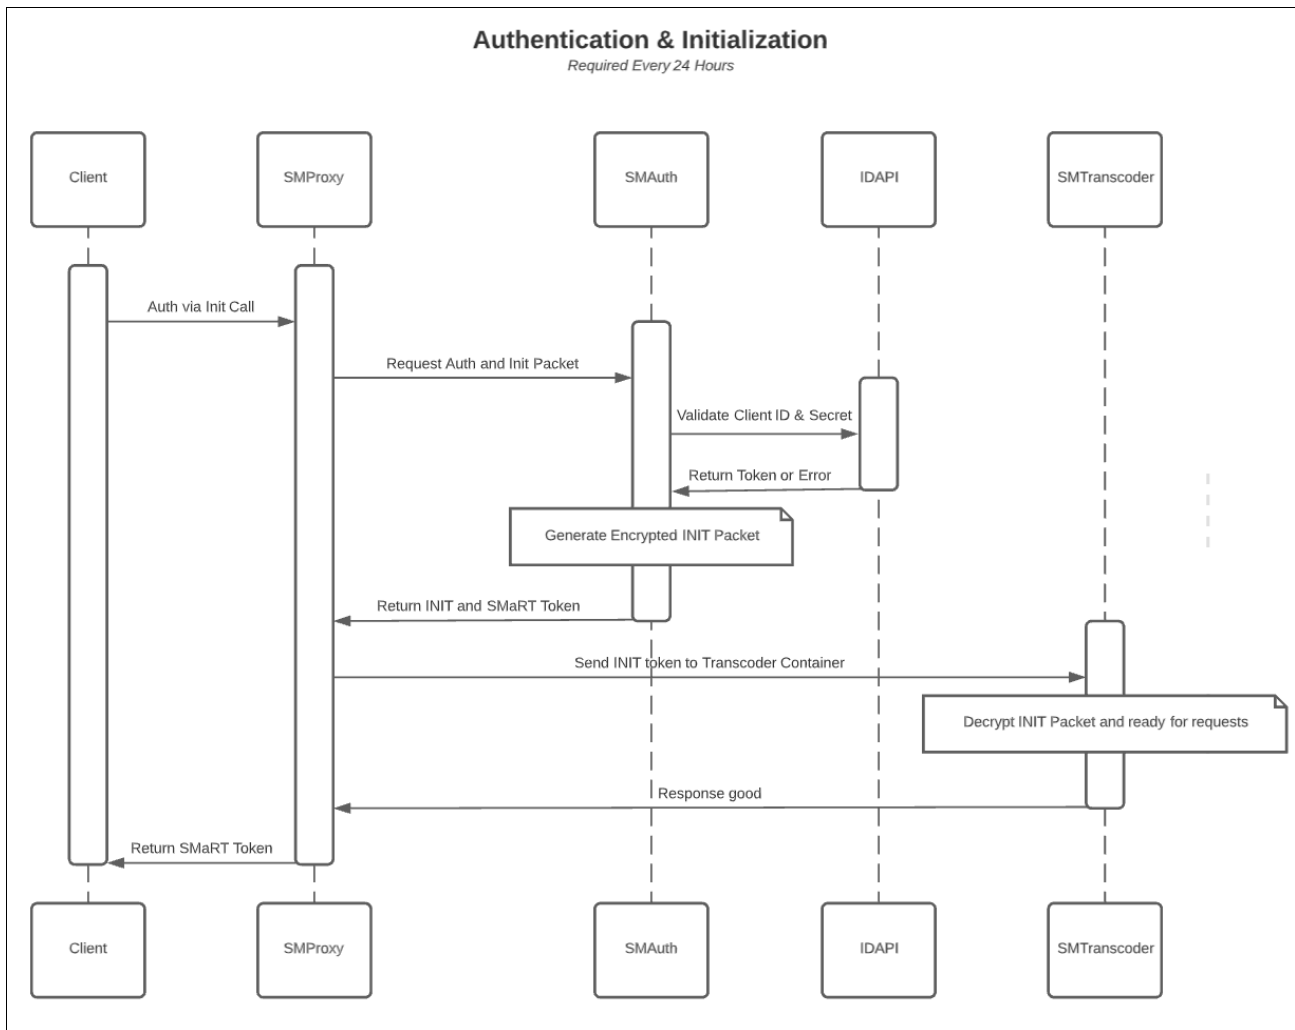 Authentication & Initialization
Required Every 24 Hours
Client
SMProxy
SMAuth
IDAPI
SMTranscoder
Auth via Init Call
Request Auth and Init Packet
Validate Client ID & Secret
Return Token or Error
Generate Encrypted INIT Packet
Return INIT and SMaRT Token
Send INIT token to Transcoder Container
Decrypt INIT Packet and ready for requests
Response good
Return SMaRT Token
Client
SMProxy
SMAuth
IDAPI
SMTranscoder